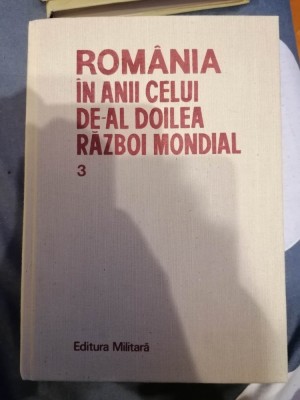 ROMÂNIA
ÎN ANII CELUI
DE-AL DOILEA
RĂZBOI MONDIAL
3
Editura Militară